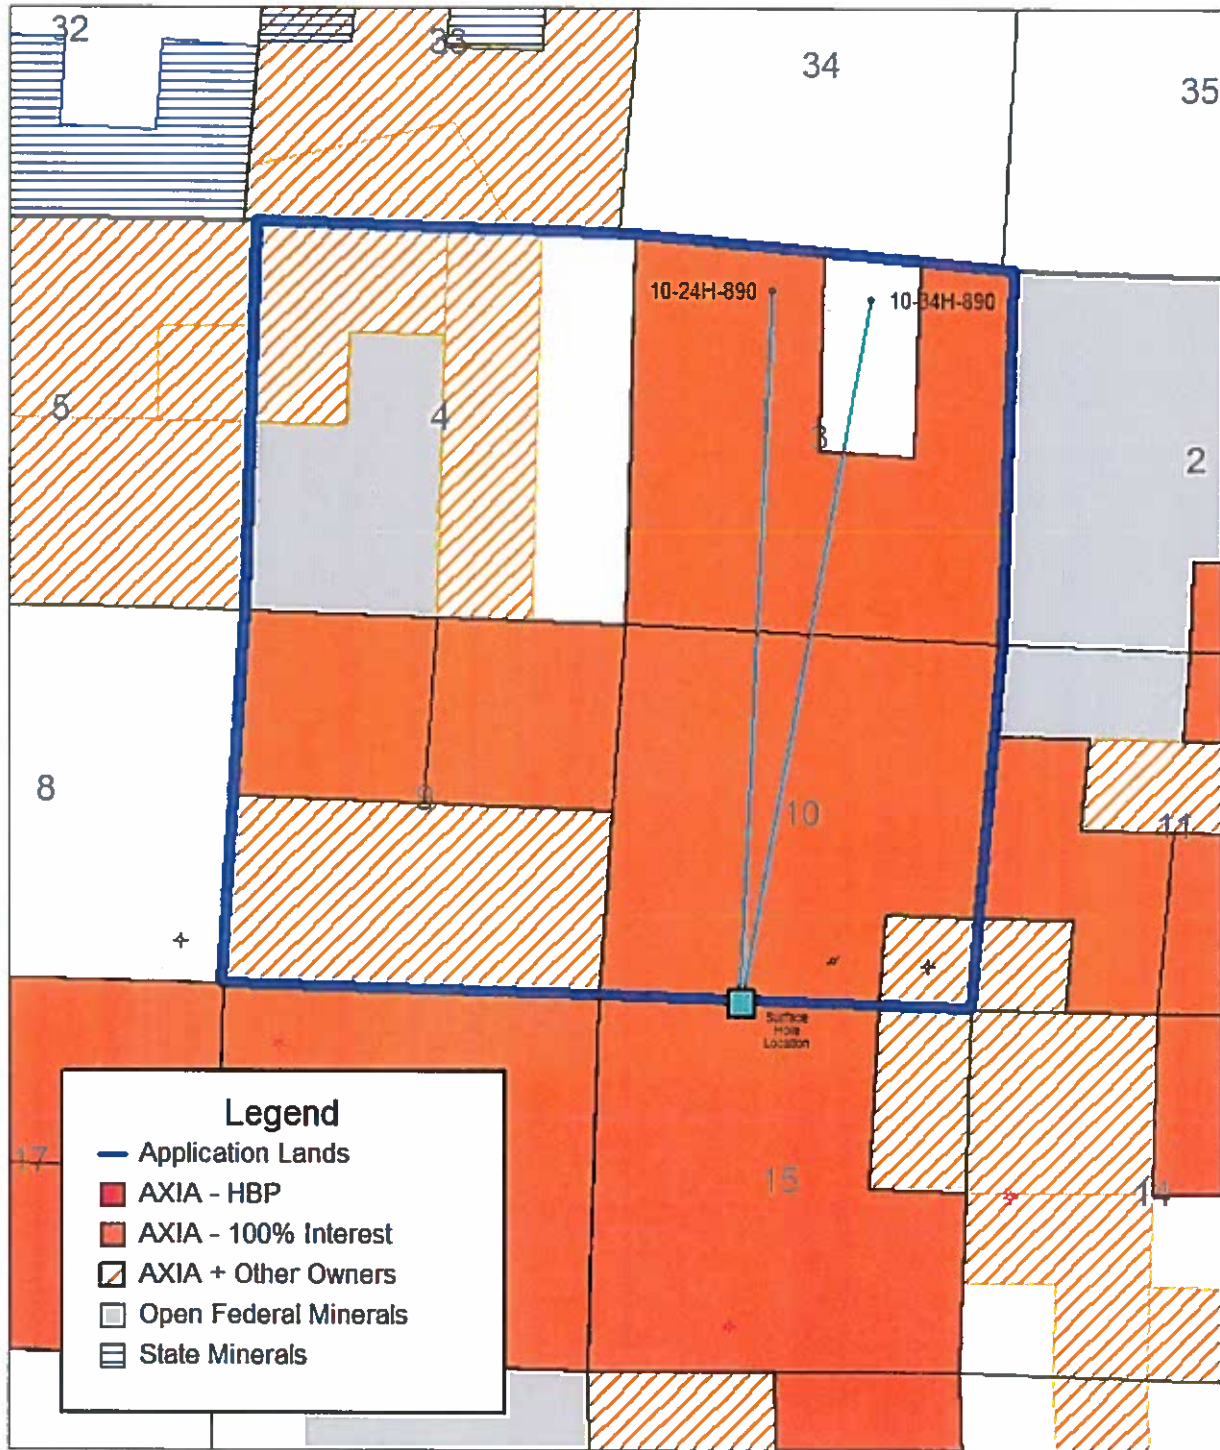 32
33
34
35
10-24H-890
10-34H-890
5
4
3
2
8
9
10
11
Surface
Hole
Location
Legend
Application Lands
AXIA - HBP
AXIA - 100% Interest
AXIA + Other Owners
Open Federal Minerals
State Minerals
17
15
14